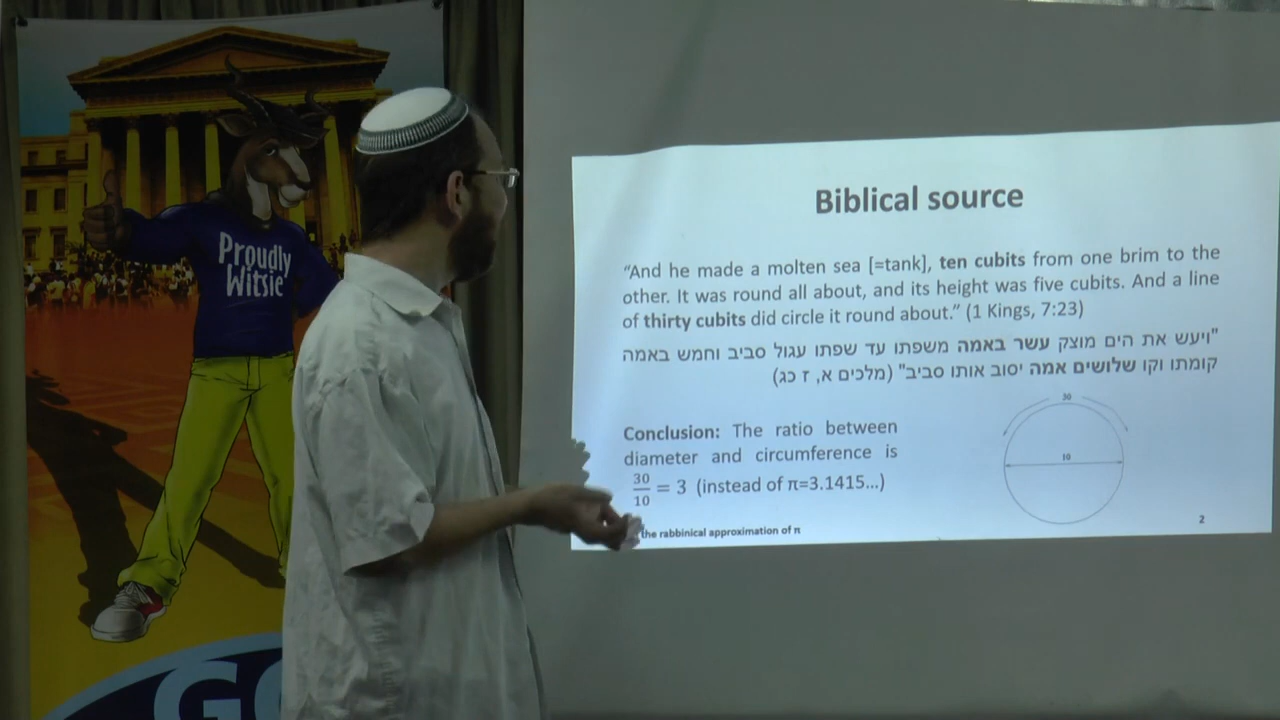 Proudly
Witsie
GO
Biblical source
“And he made a molten sea [=tank], ten cubits from one brim to the
other. It was round all about, and its height was five cubits. And a line
of thirty cubits did circle it round about.” (1 Kings, 7:23)
"ויעש את הים מוצק עשר באמה משפתו עד שפתו עגול סביב וחמש באמה
קומתו וקו שלושים אמה יסוב אותו סביב" (מלכים א, ז כג)
Conclusion: The ratio between
diameter and circumference is
30
10
= 3 (instead of π=3.1415...)
30
10
the rabbinical approximation of π
2